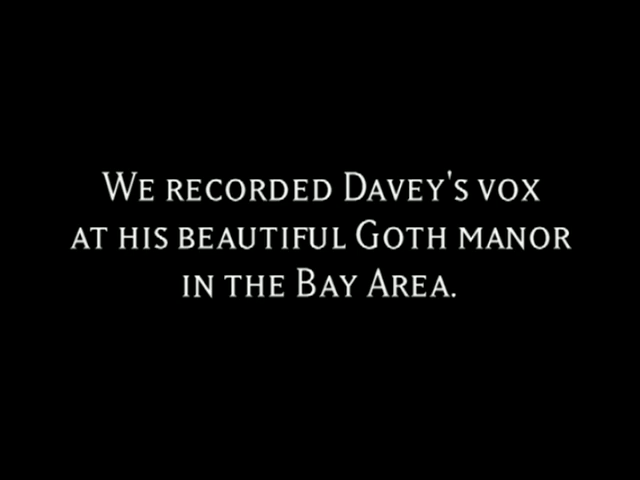 We recorded Davey's vox
at his beautiful Goth manor
in the Bay Area.